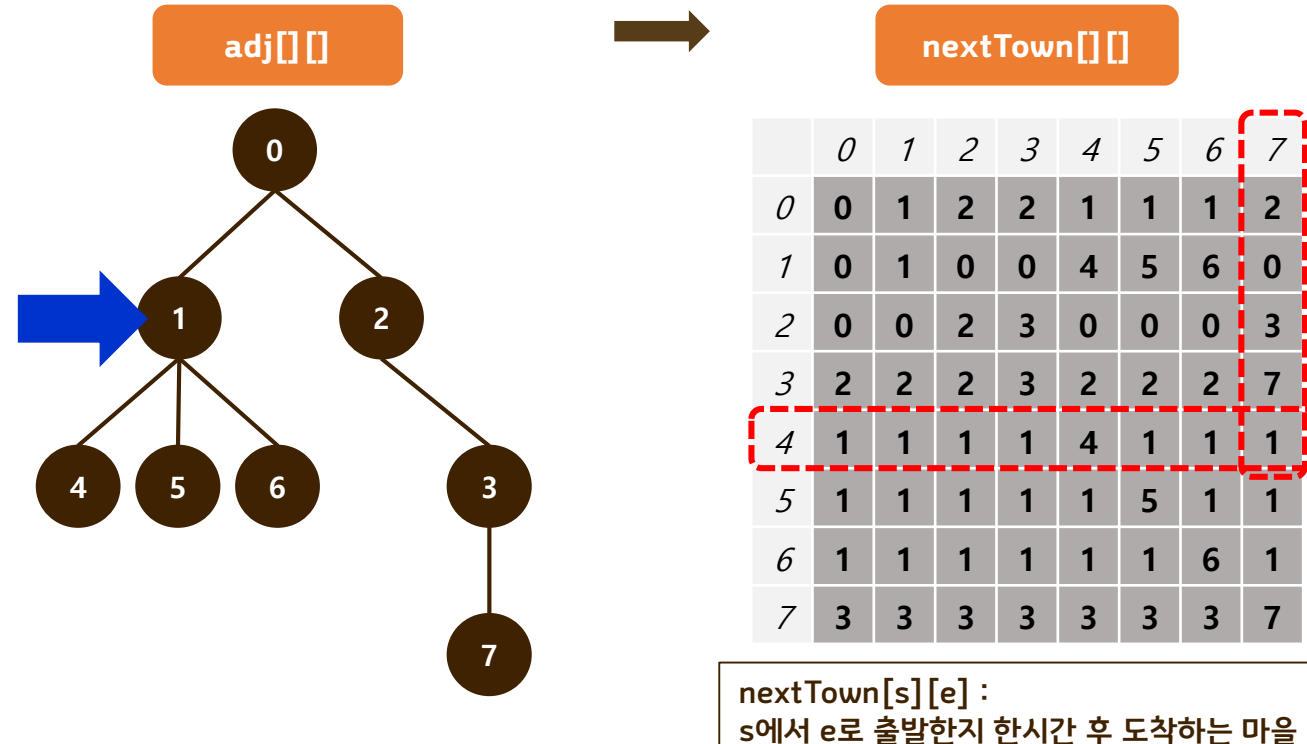 adj[][]
nextTown[][]
0
1
2
4
5
6
3
7
0 1 2 3 4 5 6 7
0 0 1 2 2 1 1 1 2
1 0 1 0 0 4 5 6 0
2 0 0 2 3 0 0 0 3
3 2 2 2 3 2 2 2 7
4 1 1 1 1 4 1 1 1
5 1 1 1 1 1 5 1 1
6 1 1 1 1 1 1 6 1
7 3 3 3 3 3 3 3 7
nextTown[s][e] :
s에서 e로 출발한지 한시간 후 도착하는 마을